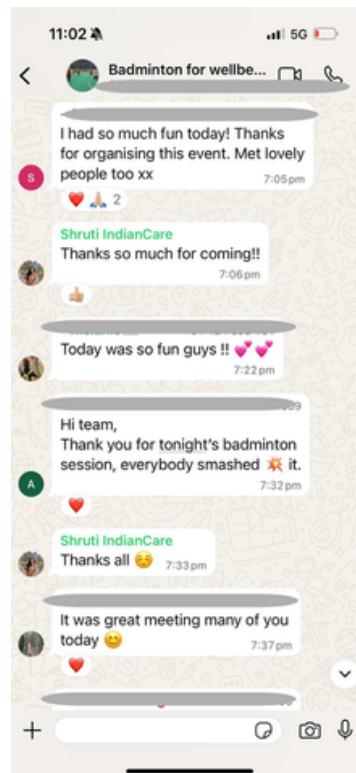 11:02
5G
Badminton for wellbe...
I had so much fun today! Thanks
for organising this event. Met lovely
people too xx
7:05pm
S
2
Shruti IndianCare
Thanks so much for coming!!
7:06pm
Today was so fun guys !! 💕💕
7:22pm
Hi team,
Thank you for tonight's badminton
session, everybody smashed 💥 it.
A
7:32pm
Shruti IndianCare
Thanks all ☺️ 7:33pm
It was great meeting many of you
today 😊
7:37pm